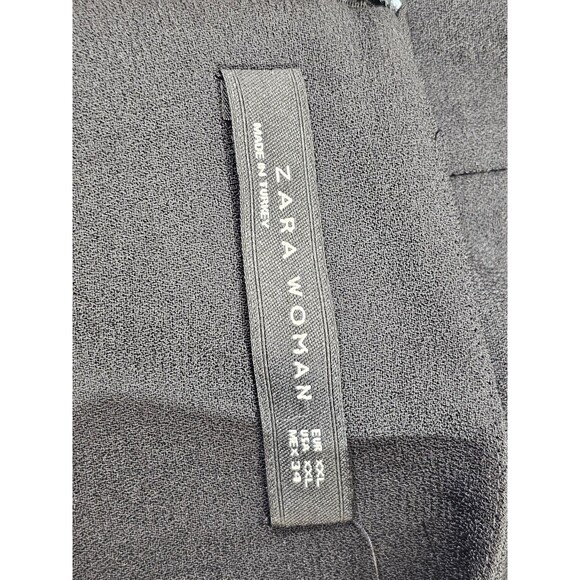 ZARA WOMAN
MADE IN TURKEY
EUR XXL
USA XXL
MEX 34